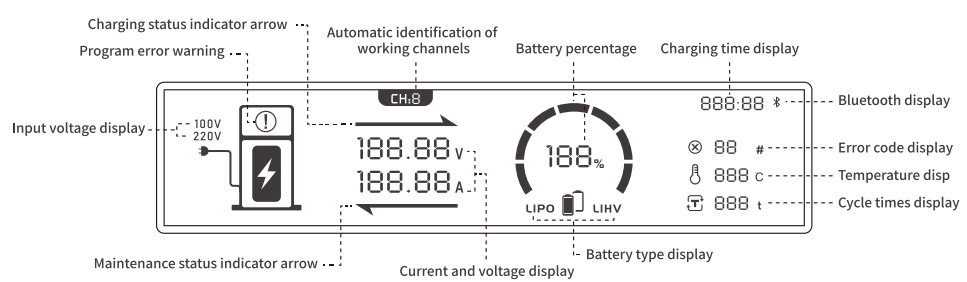 Charging status indicator arrow
Program error warning
Automatic identification of
working channels
Battery percentage
Charging time display
CH:8
888:88
Bluetooth display
Input voltage display
100V
220V
188.88 V
188.88 A
188%
88 #
Error code display
888 C
Temperature disp
T 888 t
Cycle times display
LIPO
LIHV
Battery type display
Maintenance status indicator arrow
Current and voltage display